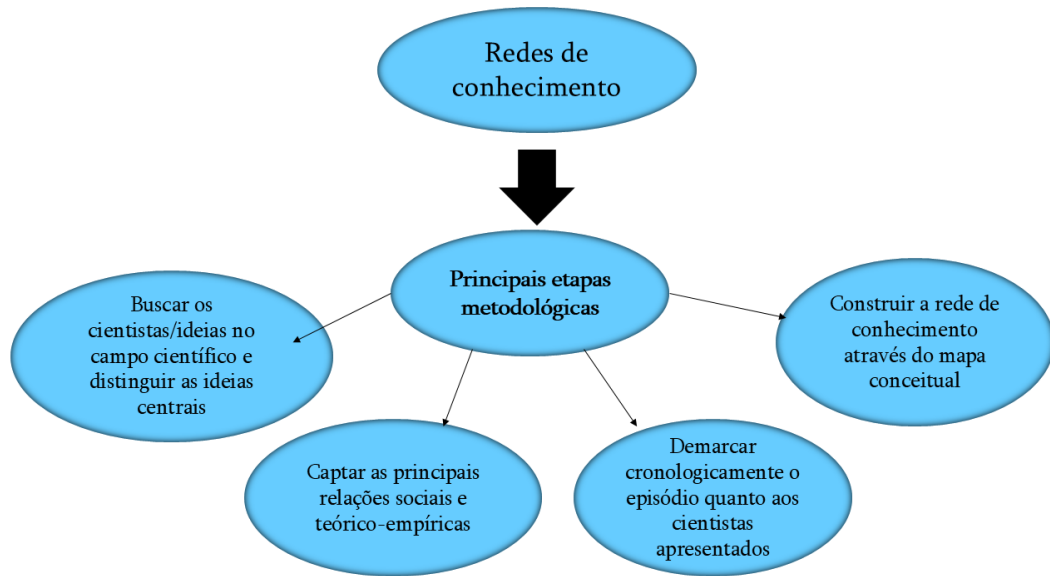 Redes de
conhecimento
Principais etapas
metodológicas
Buscar os
cientistas/ideias no
campo científico e
distinguir as ideias
centrais
Captar as principais
relações sociais e
teórico-empíricas
Demarcar
cronologicamente o
episódio quanto aos
cientistas
apresentados
Construir a rede de
conhecimento
através do mapa
conceitual